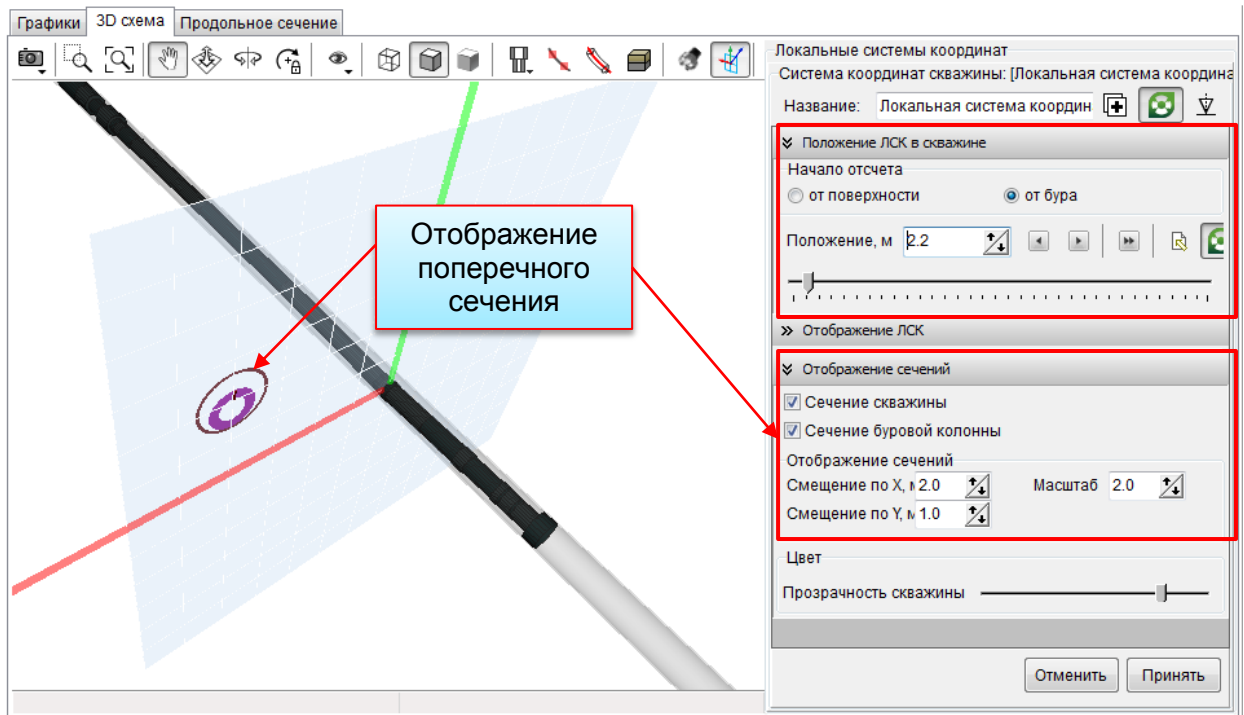 Графики
3D схема
Продольное сечение
Локальные системы координат
Система координат скважины: [Локальная система координа
Название: Локальная система координ
Положение ЛСК в скважине
Начало отсчета
от поверхности
от бура
Положение, м 2.2
Отображение ЛСК
Отображение сечений
Сечение скважины
Сечение буровой колонны
Отображение сечений
Смещение по X, м 2.0 Масштаб 2.0
Смещение по Y, м 1.0
Цвет
Прозрачность скважины
Отменить
Принять
Отображение
поперечного
сечения